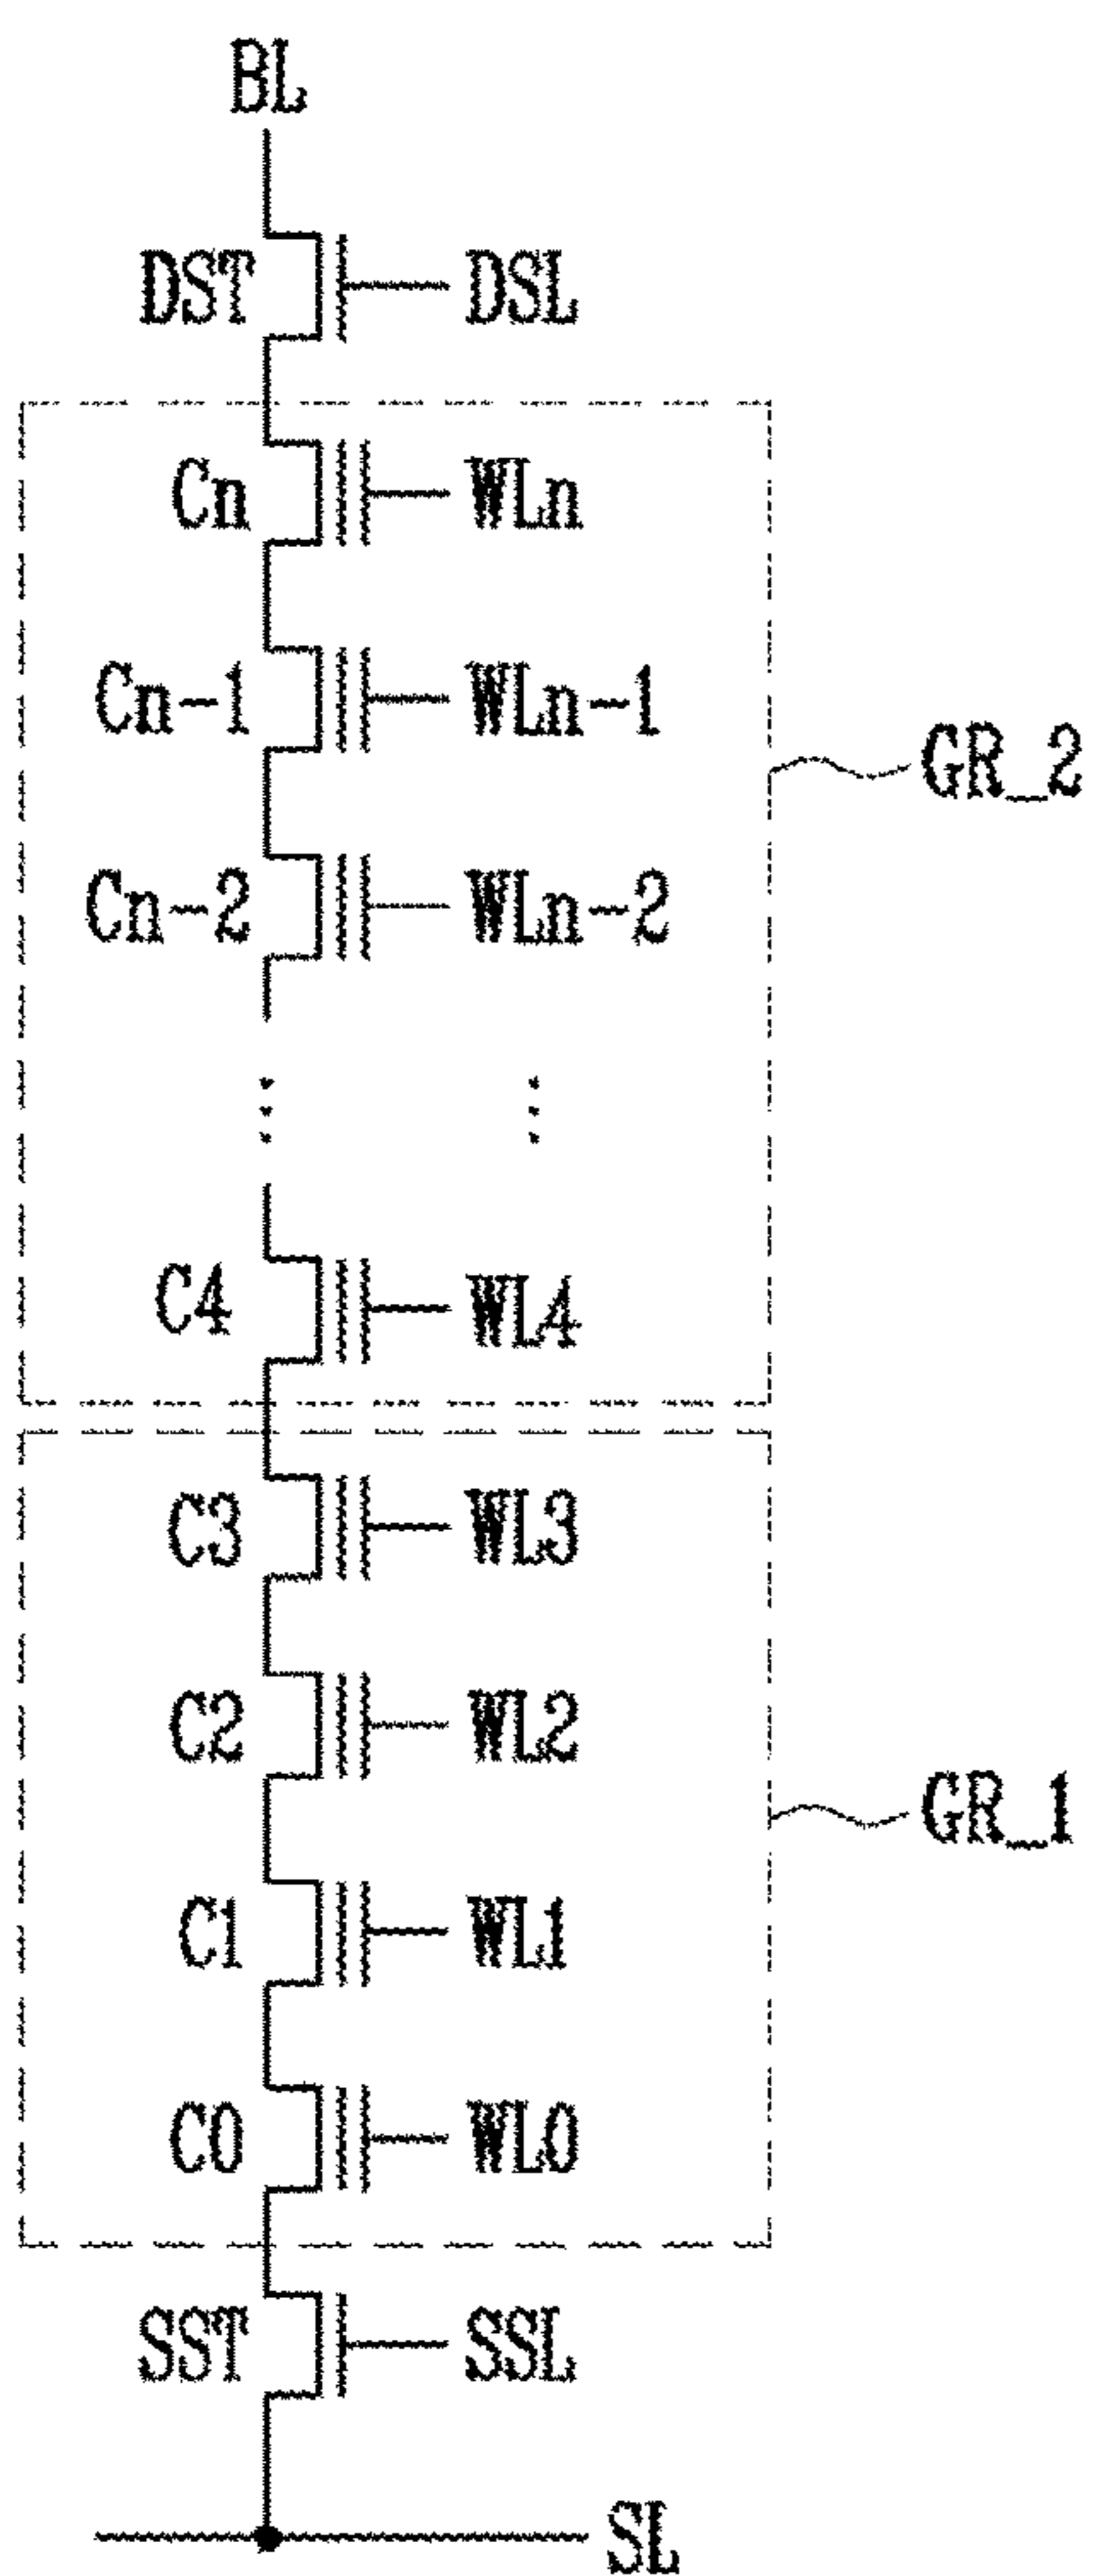 BL
DST DSL
Cn WLn
Cn-1 WLn-1
GR_2
Cn-2 WLn-2
C4 WL4
C3 WL3
C2 WL2
GR_1
C1 WL1
C0 WL0
SST SSL
SL